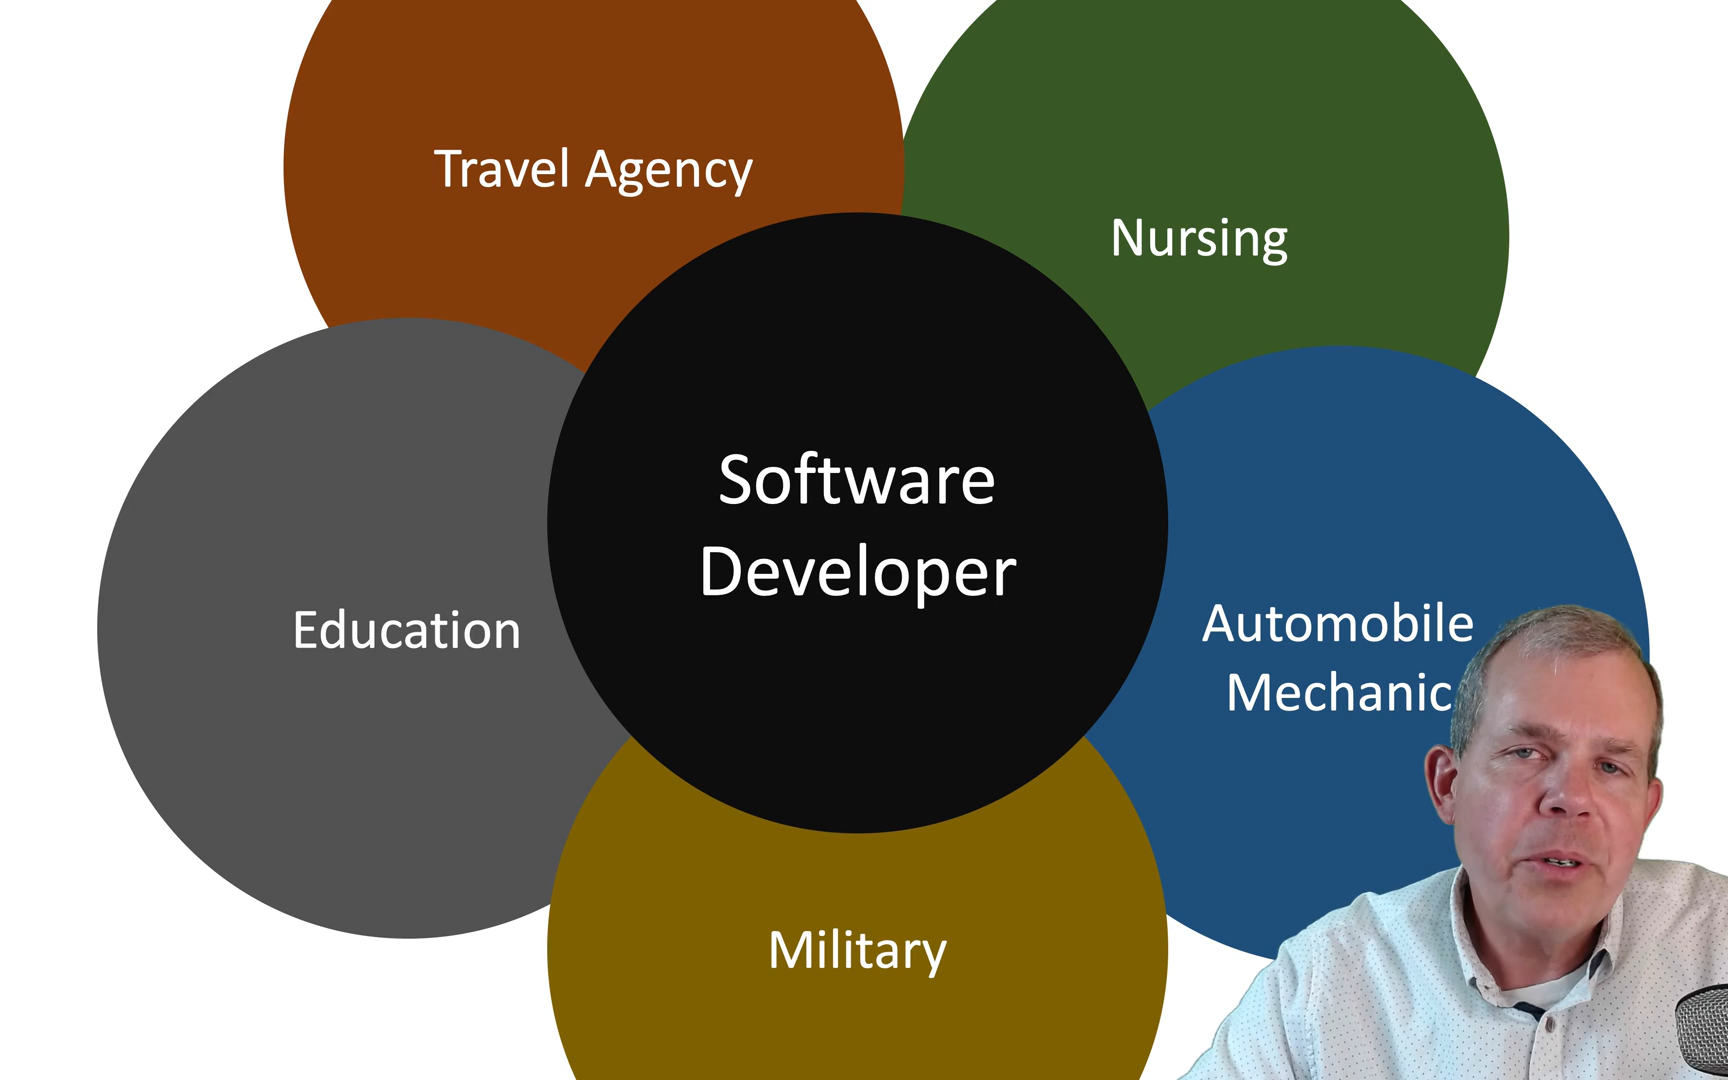 Travel Agency
Nursing
Software
Developer
Education
Automobile
Mechanic
Military